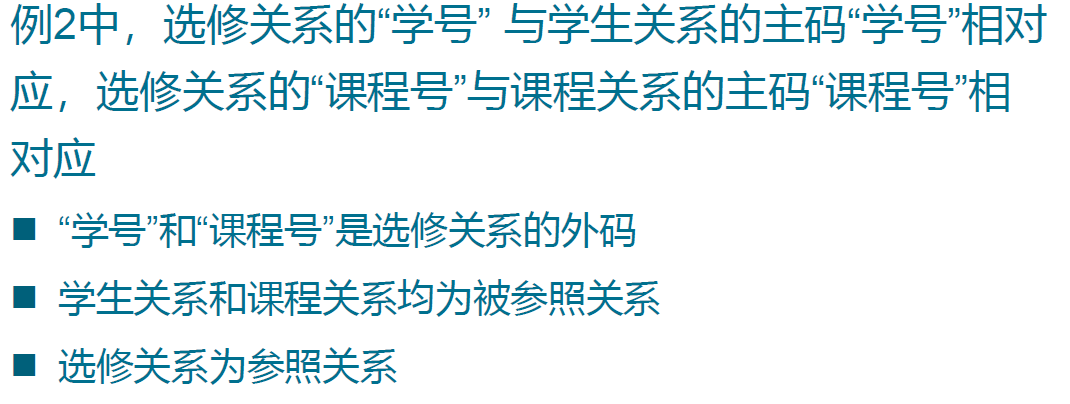 例2中，选修关系的“学号” 与学生关系的主码“学号”相对
应，选修关系的“课程号”与课程关系的主码“课程号”相
对应
■ “学号”和“课程号”是选修关系的外码
■ 学生关系和课程关系均为被参照关系
■ 选修关系为参照关系